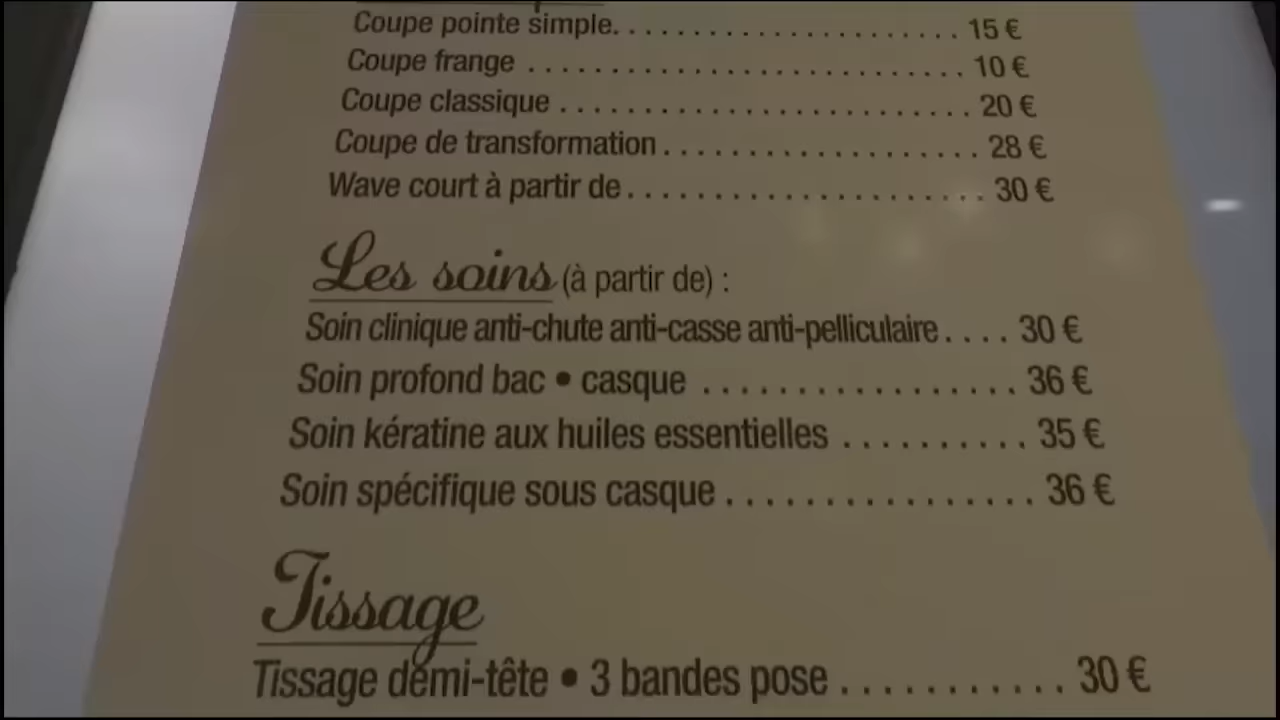 Coupe pointe simple. . . . . . . . . . . . . . . . . . . . . . . . . . 15 €
Coupe frange . . . . . . . . . . . . . . . . . . . . . . . . . . . . . . . . 10 €
Coupe classique . . . . . . . . . . . . . . . . . . . . . . . . . . . . . . 20 €
Coupe de transformation . . . . . . . . . . . . . . . . . . . 28 €
Wave court à partir de . . . . . . . . . . . . . . . . . . . . . 30 €
Les soins (à partir de) :
Soin clinique anti-chute anti-casse anti-pelliculaire . . . . 30 €
Soin profond bac • casque . . . . . . . . . . . . . . . . . 36 €
Soin kératine aux huiles essentielles . . . . . . . . . . 35 €
Soin spécifique sous casque . . . . . . . . . . . . . . . . 36 €
Tissage
Tissage demi-tête • 3 bandes pose . . . . . . . . . . . 30 €